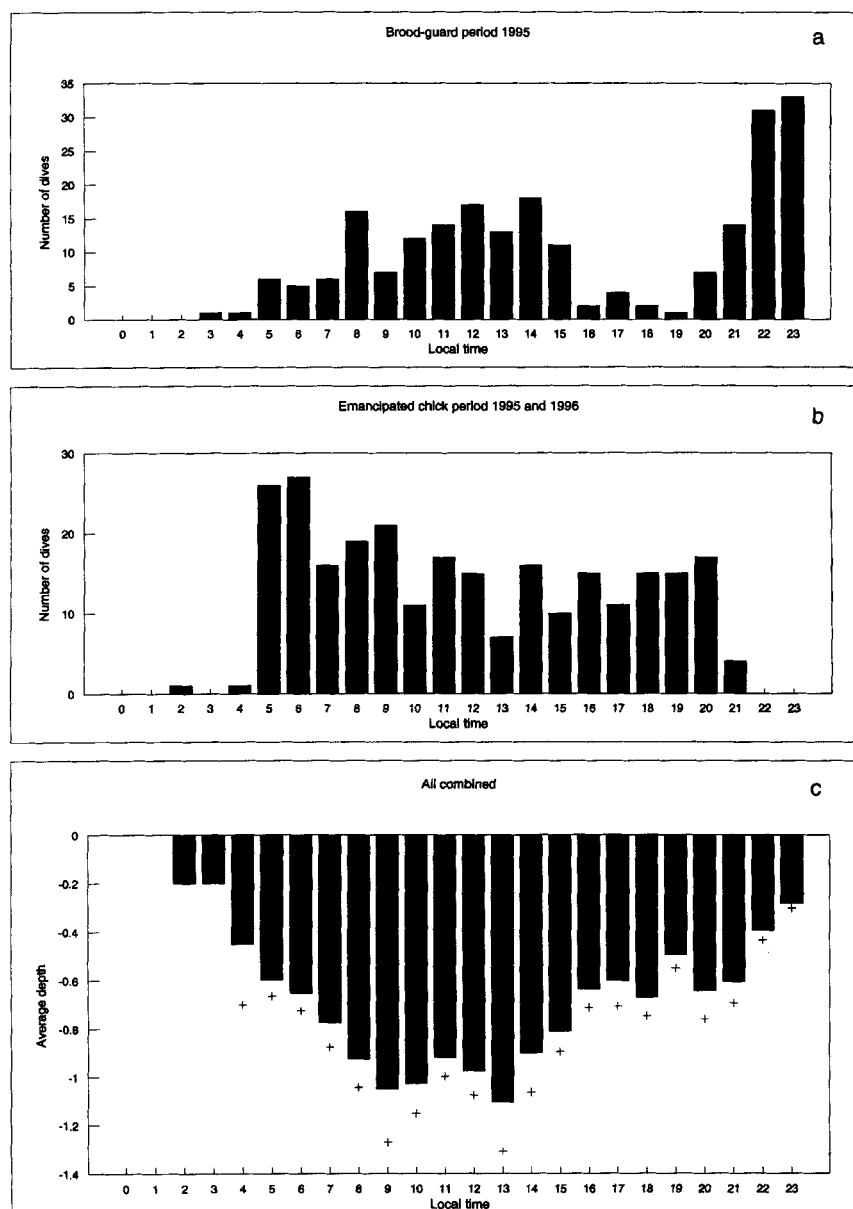 Brood-guard period 1995
a
Number of dives
35
30
25
20
15
10
5
0
0 1 2 3 4 5 6 7 8 9 10 11 12 13 14 15 16 17 18 19 20 21 22 23
Local time
Emancipated chick period 1995 and 1996
b
Number of dives
30
20
10
0
0 1 2 3 4 5 6 7 8 9 10 11 12 13 14 15 16 17 18 19 20 21 22 23
Local time
All combined
c
Average depth
0
-0.2
-0.4
-0.6
-0.8
-1
-1.2
-1.4
0 1 2 3 4 5 6 7 8 9 10 11 12 13 14 15 16 17 18 19 20 21 22 23
Local time